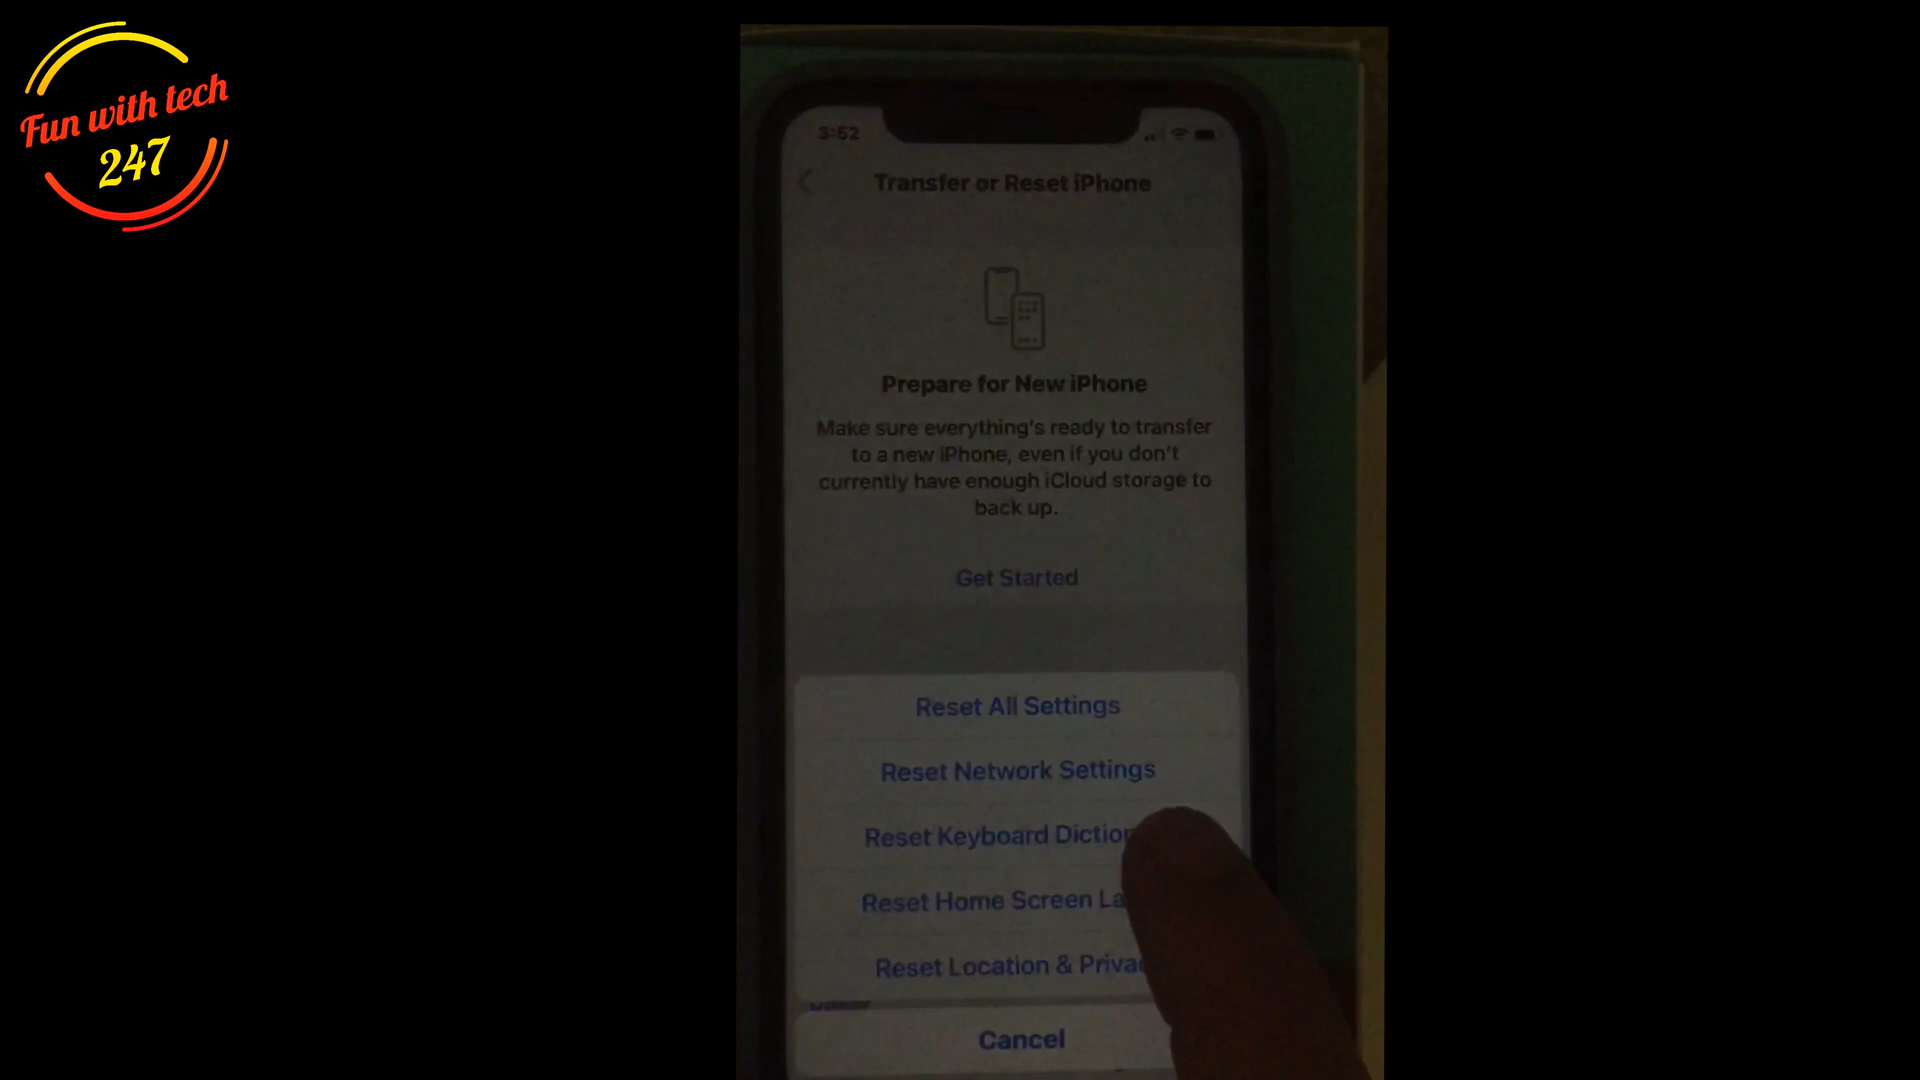 Fun with tech
247
3:52
Transfer or Reset iPhone
Prepare for New iPhone
Make sure everything's ready to transfer
to a new iPhone, even if you don't
currently have enough iCloud storage to
back up.
Get Started
Reset All Settings
Reset Network Settings
Reset Keyboard Diction
Reset Home Screen La
Reset Location & Privac
Cancel